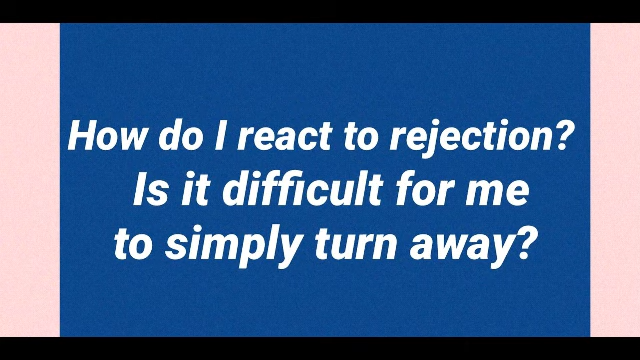 How do I react to rejection?
Is it difficult for me
to simply turn away?